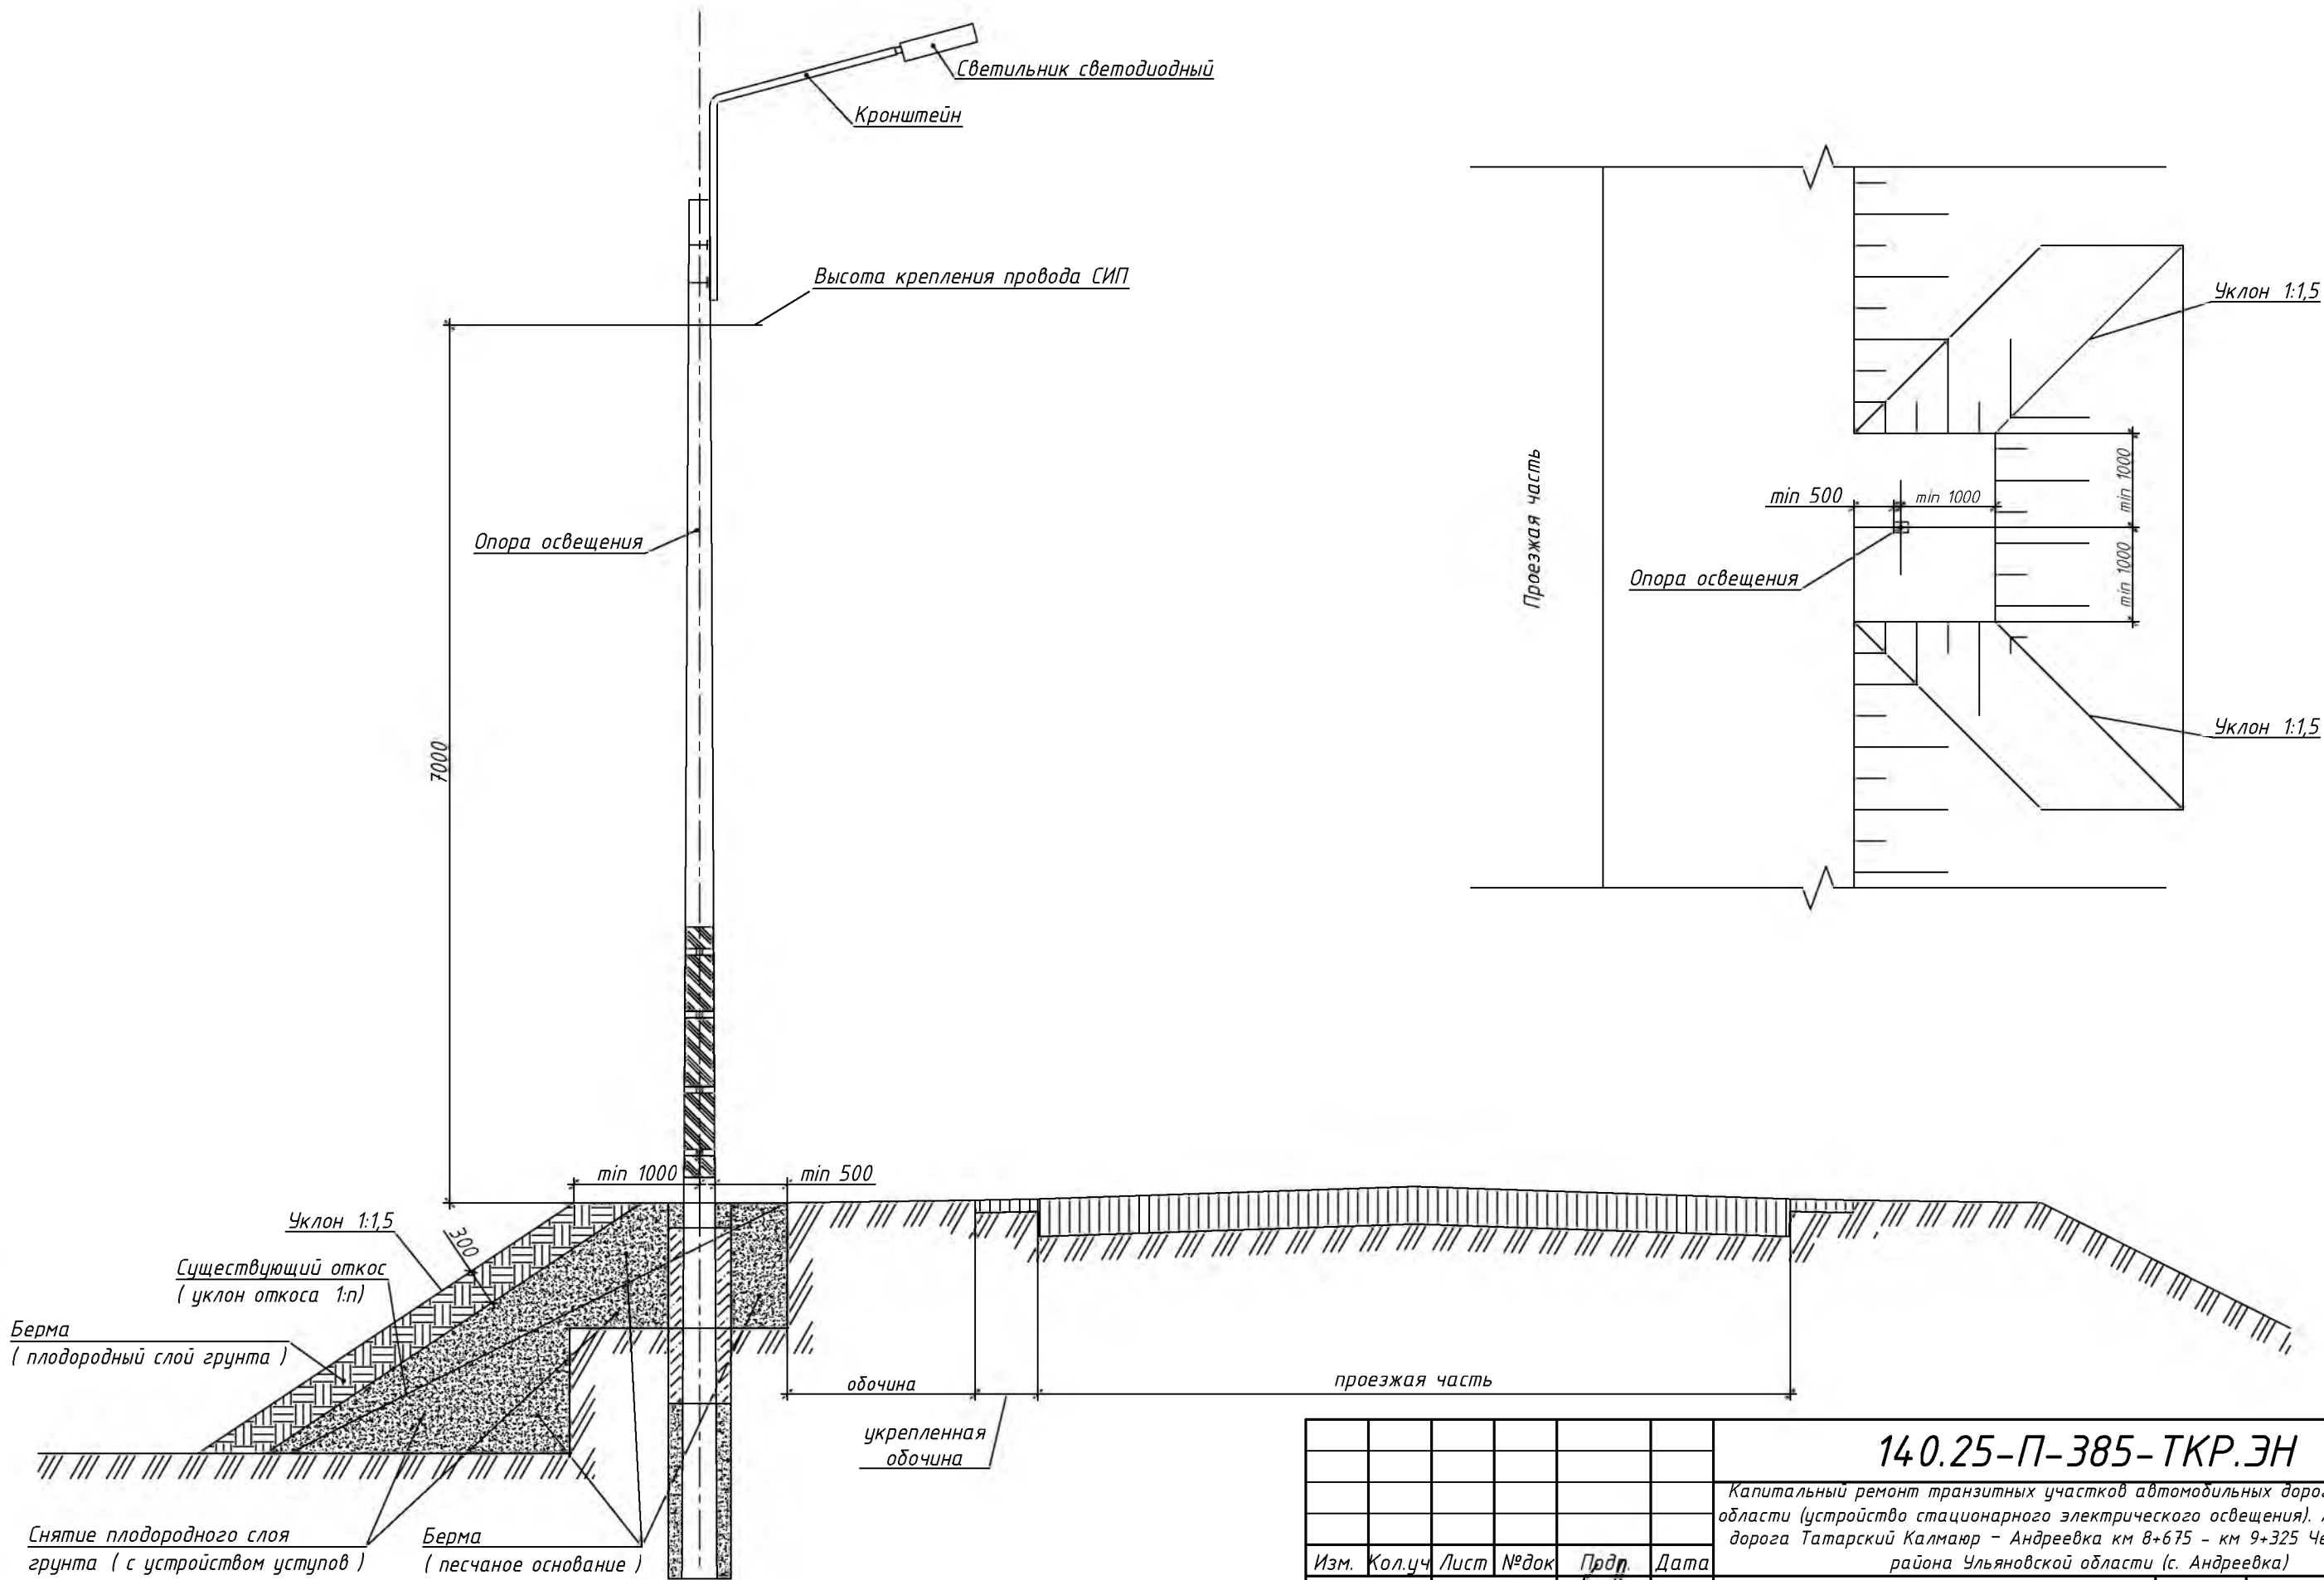 Светильник светодиодный
Кронштейн
Высота крепления провода СИП
Опора освещения
7000
min 1000
min 500
Уклон 1:1,5
300
Существующий откос
( уклон откоса 1:n)
Берма
( плодородный слой грунта )
Снятие плодородного слоя
грунта ( с устройством уступов )
Берма
( песчаное основание )
обочина
укрепленная
обочина
проезжая часть
Проезжая часть
Уклон 1:1,5
min 500
min 1000
min 1000
min 1000
Опора освещения
Уклон 1:1,5
140.25-П-385-ТКР.ЭН
Капитальный ремонт транзитных участков автомобильных дорог
области (устройство стационарного электрического освещения).
дорога Татарский Калмаюр - Андреевка км 8+675 - км 9+325
района Ульяновской области (с. Андреевка)
Изм. Кол.уч Лист №док Подп. Дата